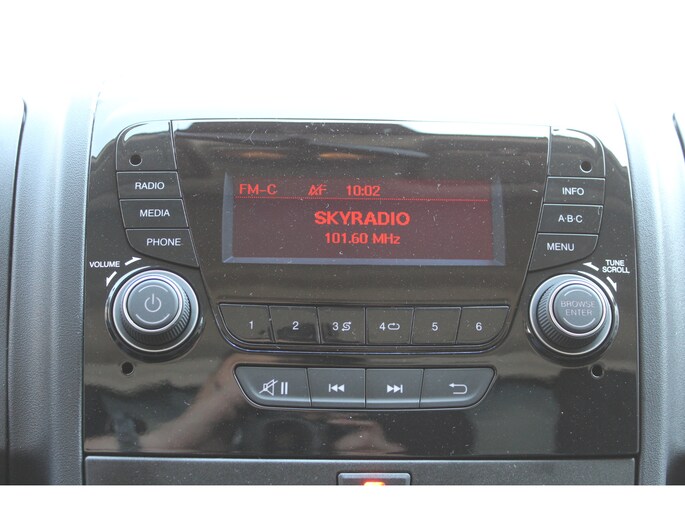 FM-C AF 10:02
SKYRADIO
101.60 MHz
RADIO
MEDIA
PHONE
INFO
A·B·C
MENU
VOLUME
TUNE
SCROLL
BROWSE
ENTER
1 2 3 4 5 6